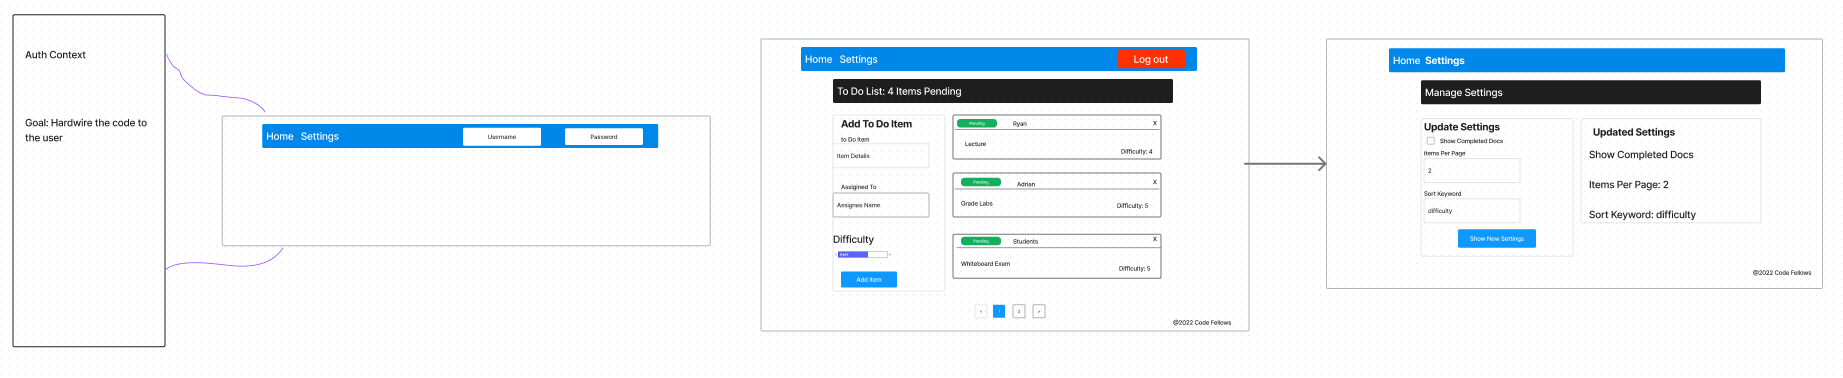 Auth Context
Goal: Hardwire the code to
the user
Home Settings
Username
Password
Home Settings
Log out
To Do List: 4 Items Pending
Add To Do Item
to Do Item
Item Details
Assigined To
Assignee Name
Difficulty
Add Item
Pending
Ryan
X
Lecture
Difficulty: 4
Pending
Adrian
X
Grade Labs
Difficulty: 5
Pending
Students
X
Whiteboard Exam
Difficulty: 5
<
1
2
>
@2022 Code Fellows
Home Settings
Manage Settings
Update Settings
Show Completed Docs
items Per Page
2
Sort Keyword
difficulty
Show New Settings
Updated Settings
Show Completed Docs
Items Per Page: 2
Sort Keyword: difficulty
@2022 Code Fellows